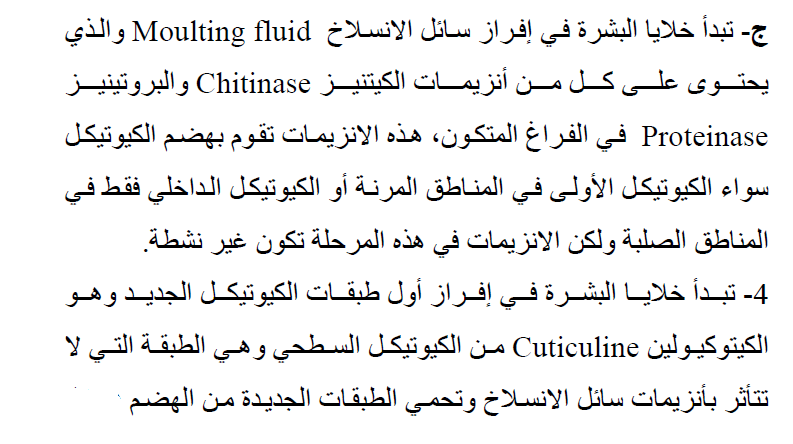 ج- تبدأ خلايا البشرة في إفراز سائل الانسلاخ Moulting fluid والذي
يحتوى على كل من أنزيمات الكيتنيز Chitinase والبروتينيز
Proteinase في الفراغ المتكون، هذه الانزيمات تقوم بهضم الكيوتيكل
سواء الكيوتيكل الأولى في المناطق المرنة أو الكيوتيكل الداخلي فقط في
المناطق الصلبة ولكن الانزيمات في هذه المرحلة تكون غير نشطة.
4- تبدأ خلايا البشرة في إفراز أول طبقات الكيوتيكل الجديد وهو
الكيتوكيولين Cuticuline من الكيوتيكل السطحي وهي الطبقة التي لا
تتأثر بأنزيمات سائل الانسلاخ وتحمي الطبقات الجديدة من الهضم